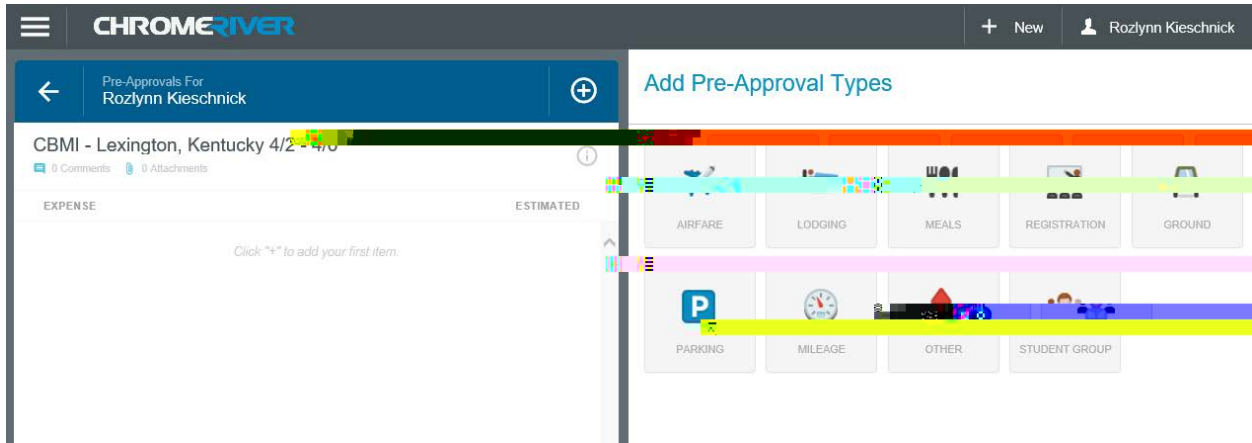 CHROMERIVER
+ New
Rozlynn Kieschnick
Pre-Approvals For
Rozlynn Kieschnick
CBMI - Lexington, Kentucky 4/2 -
0 Comments 0 Attachments
EXPENSE ESTIMATED
Click "+" to add your first item.
Add Pre-Approval Types
AIRFARE LODGING MEALS REGISTRATION GROUND
P
PARKING MILEAGE OTHER STUDENT GROUP